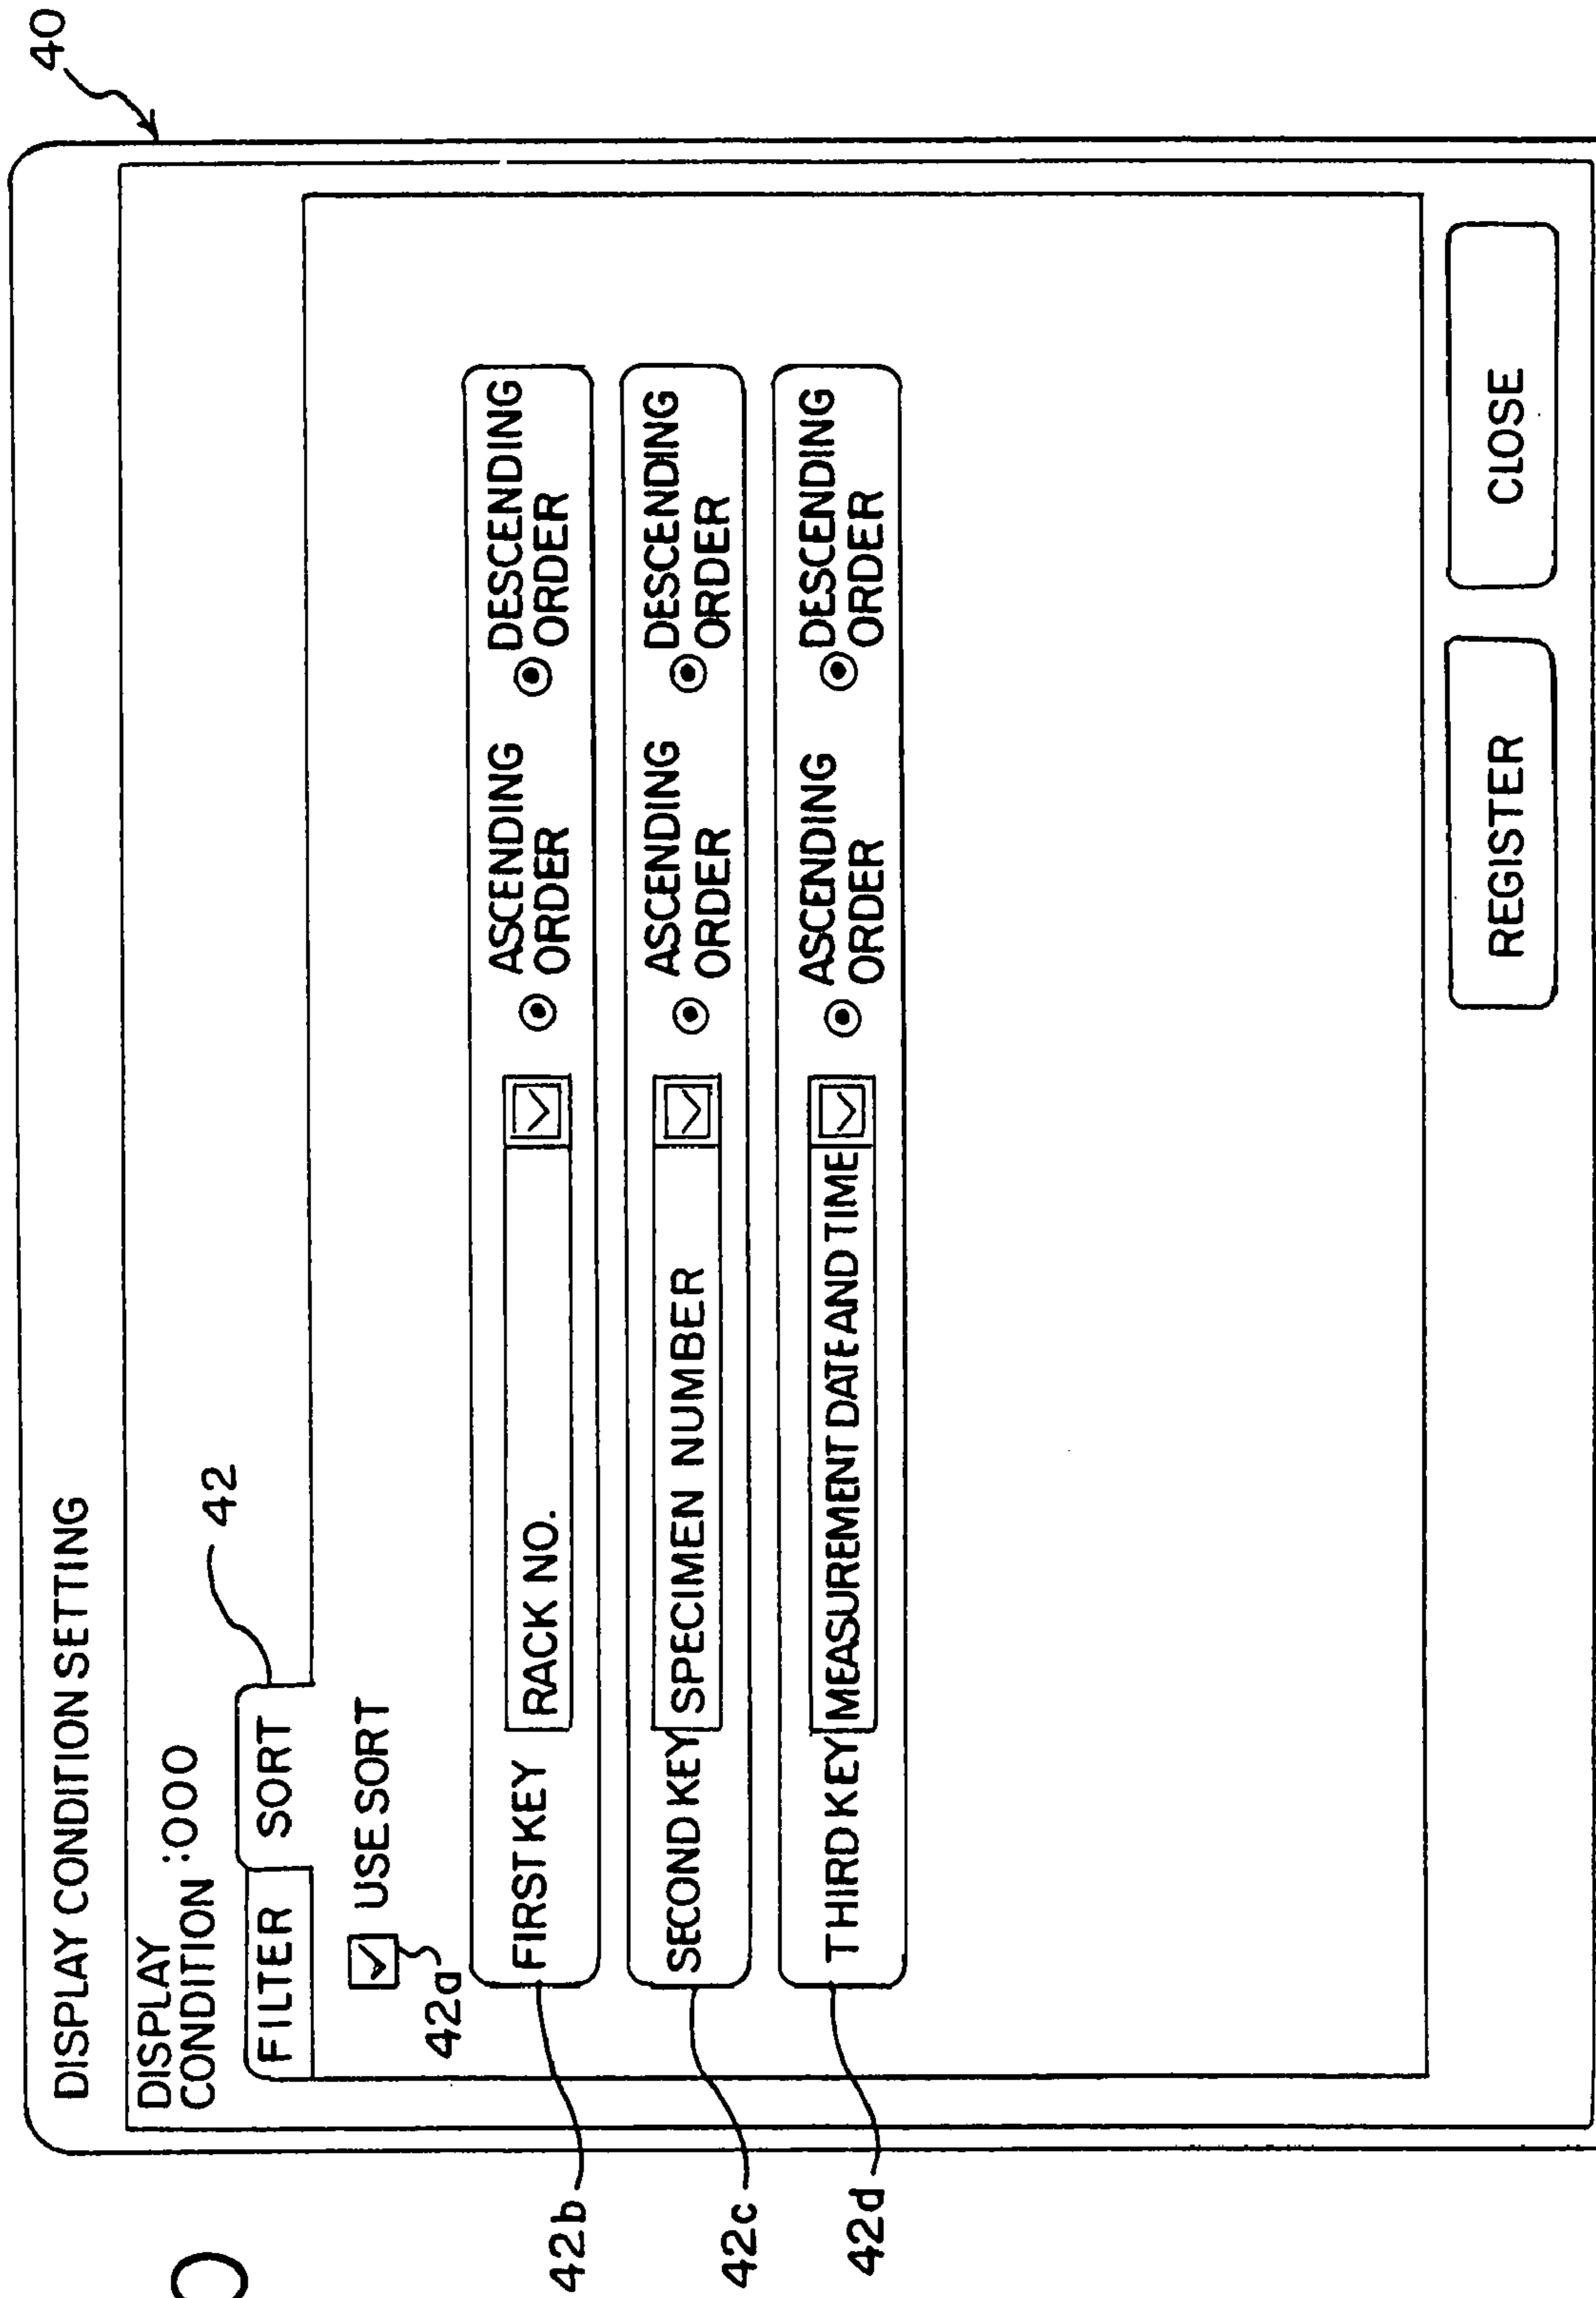 40
DISPLAY CONDITION SETTING
DISPLAY
CONDITION :000
42
FILTER SORT
USE SORT
42a
FIRST KEY RACK NO. ASCENDING ORDER DESCENDING ORDER
42b
SECOND KEY SPECIMEN NUMBER ASCENDING ORDER DESCENDING ORDER
42c
THIRD KEY MEASUREMENT DATE AND TIME ASCENDING ORDER DESCENDING ORDER
42d
REGISTER CLOSE